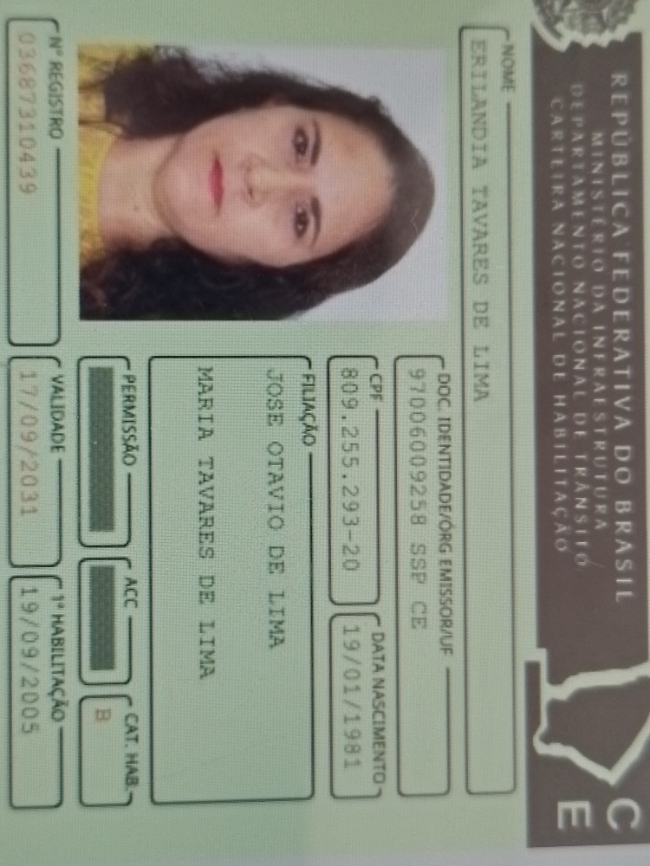 REPÚBLICA FEDERATIVA DO BRASIL
MINISTÉRIO DA INFRAESTRUTURA
DEPARTAMENTO NACIONAL DE TRÂNSITO
CARTEIRA NACIONAL DE HABILITAÇÃO
CE
NOME
ERILANDIA TAVARES DE LIMA
DOC. IDENTIDADE/ÓRG EMISSOR/UF
97006009258 SSP CE
CPF
809.255.293-20
DATA NASCIMENTO
19/01/1981
FILIAÇÃO
JOSE OTAVIO DE LIMA
MARIA TAVARES DE LIMA
PERMISSÃO
ACC
CAT. HAB.
B
Nº REGISTRO
03687310439
VALIDADE
17/09/2031
1ª HABILITAÇÃO
19/09/2005